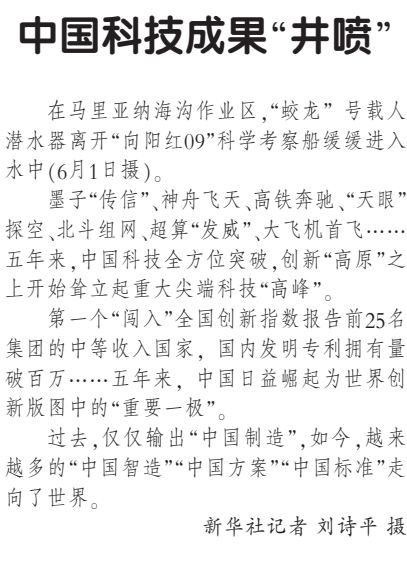 中国科技成果“井喷”
在马里亚纳海沟作业区,“蛟龙”号载人
潜水器离开“向阳红09”科学考察船缓缓进入
水中(6月1日摄)。
墨子“传信”、神舟飞天、高铁奔驰、“天眼”
探空、北斗组网、超算“发威”、大飞机首飞……
五年来,中国科技全方位突破,创新“高原”之
上开始耸立起重大尖端科技“高峰”。
第一个“闯入”全国创新指数报告前25名
集团的中等收入国家，国内发明专利拥有量
破百万……五年来，中国日益崛起为世界创
新版图中的“重要一极”。
过去,仅仅输出“中国制造”,如今,越来
越多的“中国智造”“中国方案”“中国标准”走
向了世界。
新华社记者 刘诗平 摄